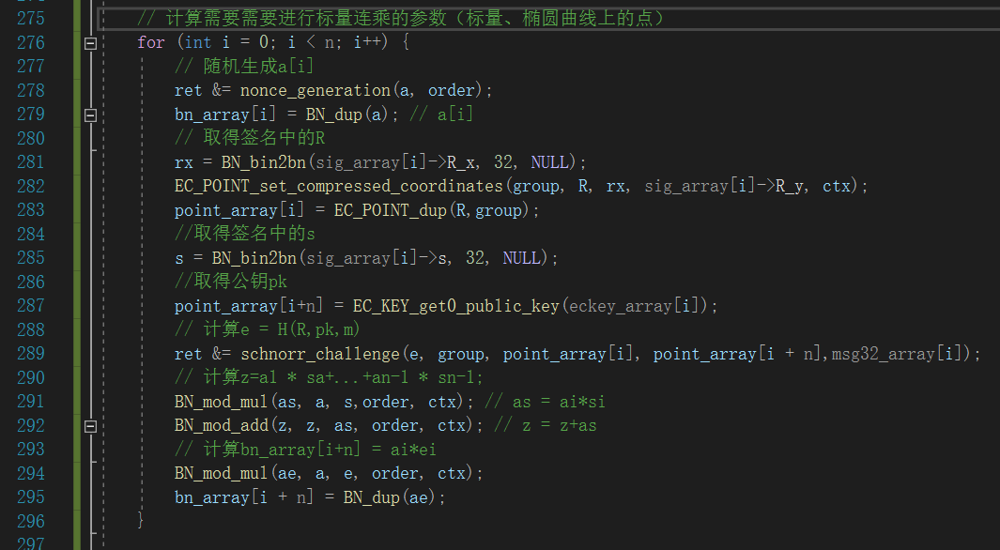 275 // 计算需要需要进行标量连乘的参数（标量、椭圆曲线上的点）
276 for (int i = 0; i < n; i++) {
277 // 随机生成a[i]
278 ret &= nonce_generation(a, order);
279 bn_array[i] = BN_dup(a); // a[i]
280 // 取得签名中的R
281 rx = BN_bin2bn(sig_array[i]->R_x, 32, NULL);
282 EC_POINT_set_compressed_coordinates(group, R, rx, sig_array[i]->R_y, ctx);
283 point_array[i] = EC_POINT_dup(R,group);
284 //取得签名中的s
285 s = BN_bin2bn(sig_array[i]->s, 32, NULL);
286 //取得公钥pk
287 point_array[i+n] = EC_KEY_get0_public_key(eckey_array[i]);
288 // 计算e = H(R,pk,m)
289 ret &= schnorr_challenge(e, group, point_array[i], point_array[i + n],msg32_array[i]);
290 // 计算z=a1 * sa+...+an-1 * sn-1;
291 BN_mod_mul(as, a, s,order, ctx); // as = ai*si
292 BN_mod_add(z, z, as, order, ctx); // z = z+as
293 // 计算bn_array[i+n] = ai*ei
294 BN_mod_mul(ae, a, e, order, ctx);
295 bn_array[i + n] = BN_dup(ae);
296 }
297